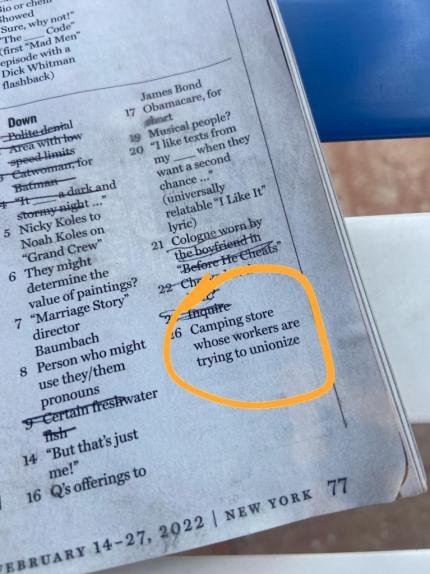 Bio or chem
Showed
"Sure, why not!"
"The ___ Code"
(first "Mad Men"
episode with a
Dick Whitman
flashback)
Down
Polite denial
Area with low
speed limits
Catwoman, for
Batman
"It ___ a dark and
stormy night ..."
5 Nicky Koles to
Noah Koles on
"Grand Crew"
6 They might
determine the
value of paintings?
7 "Marriage Story"
director
Baumbach
8 Person who might
use they/them
pronouns
9 Certain freshwater
fish
14 "But that's just
me!"
16 Q's offerings to
James Bond
17 Obamacare, for
short
19 Musical people?
20 "I like texts from
my ___ when they
want a second
chance ..."
(universally
relatable "I Like It"
lyric)
21 Cologne worn by
the boyfriend in
"Before He Cheats"
22
Inquire
26 Camping store
whose workers are
trying to unionize
FEBRUARY 14–27, 2022 | NEW YORK 77